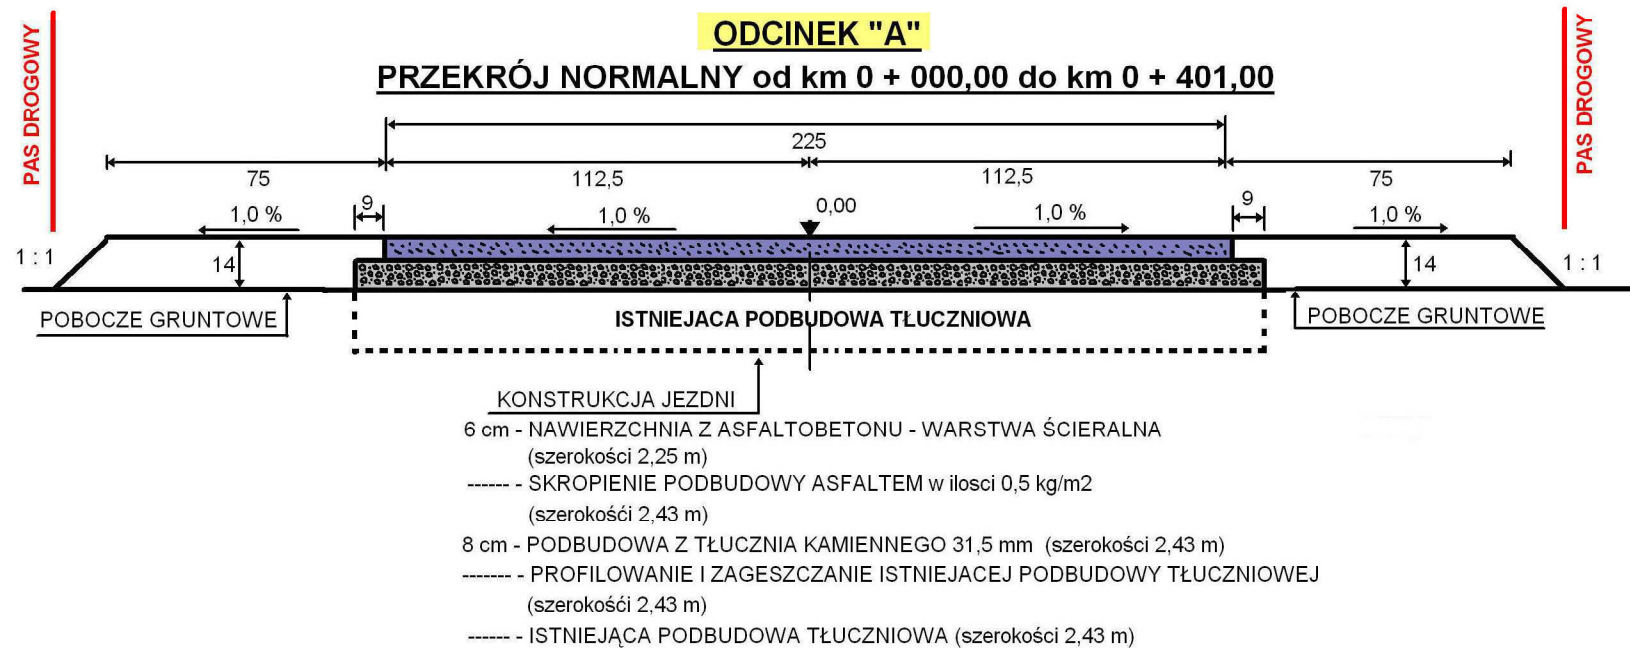 PAS DROGOWY
ODCINEK "A"
PRZEKRÓJ NORMALNY od km 0 + 000,00 do km 0 + 401,00
PAS DROGOWY
225
75
112,5
112,5
75
9
0,00
9
1,0 %
1,0 %
1,0 %
1,0 %
1 : 1
14
14
1 : 1
POBOCZE GRUNTOWE
ISTNIEJACA PODBUDOWA TŁUCZNIOWA
POBOCZE GRUNTOWE
KONSTRUKCJA JEZDNI
6 cm - NAWIERZCHNIA Z ASFALTOBETONU - WARSTWA ŚCIERALNA
(szerokości 2,25 m)
------ - SKROPIENIE PODBUDOWY ASFALTEM w ilosci 0,5 kg/m2
(szerokośći 2,43 m)
8 cm - PODBUDOWA Z TŁUCZNIA KAMIENNEGO 31,5 mm (szerokości 2,43 m)
------- - PROFILOWANIE I ZAGESZCZANIE ISTNIEJACEJ PODBUDOWY TŁUCZNIOWEJ
(szerokośći 2,43 m)
------ - ISTNIEJĄCA PODBUDOWA TŁUCZNIOWA (szerokości 2,43 m)